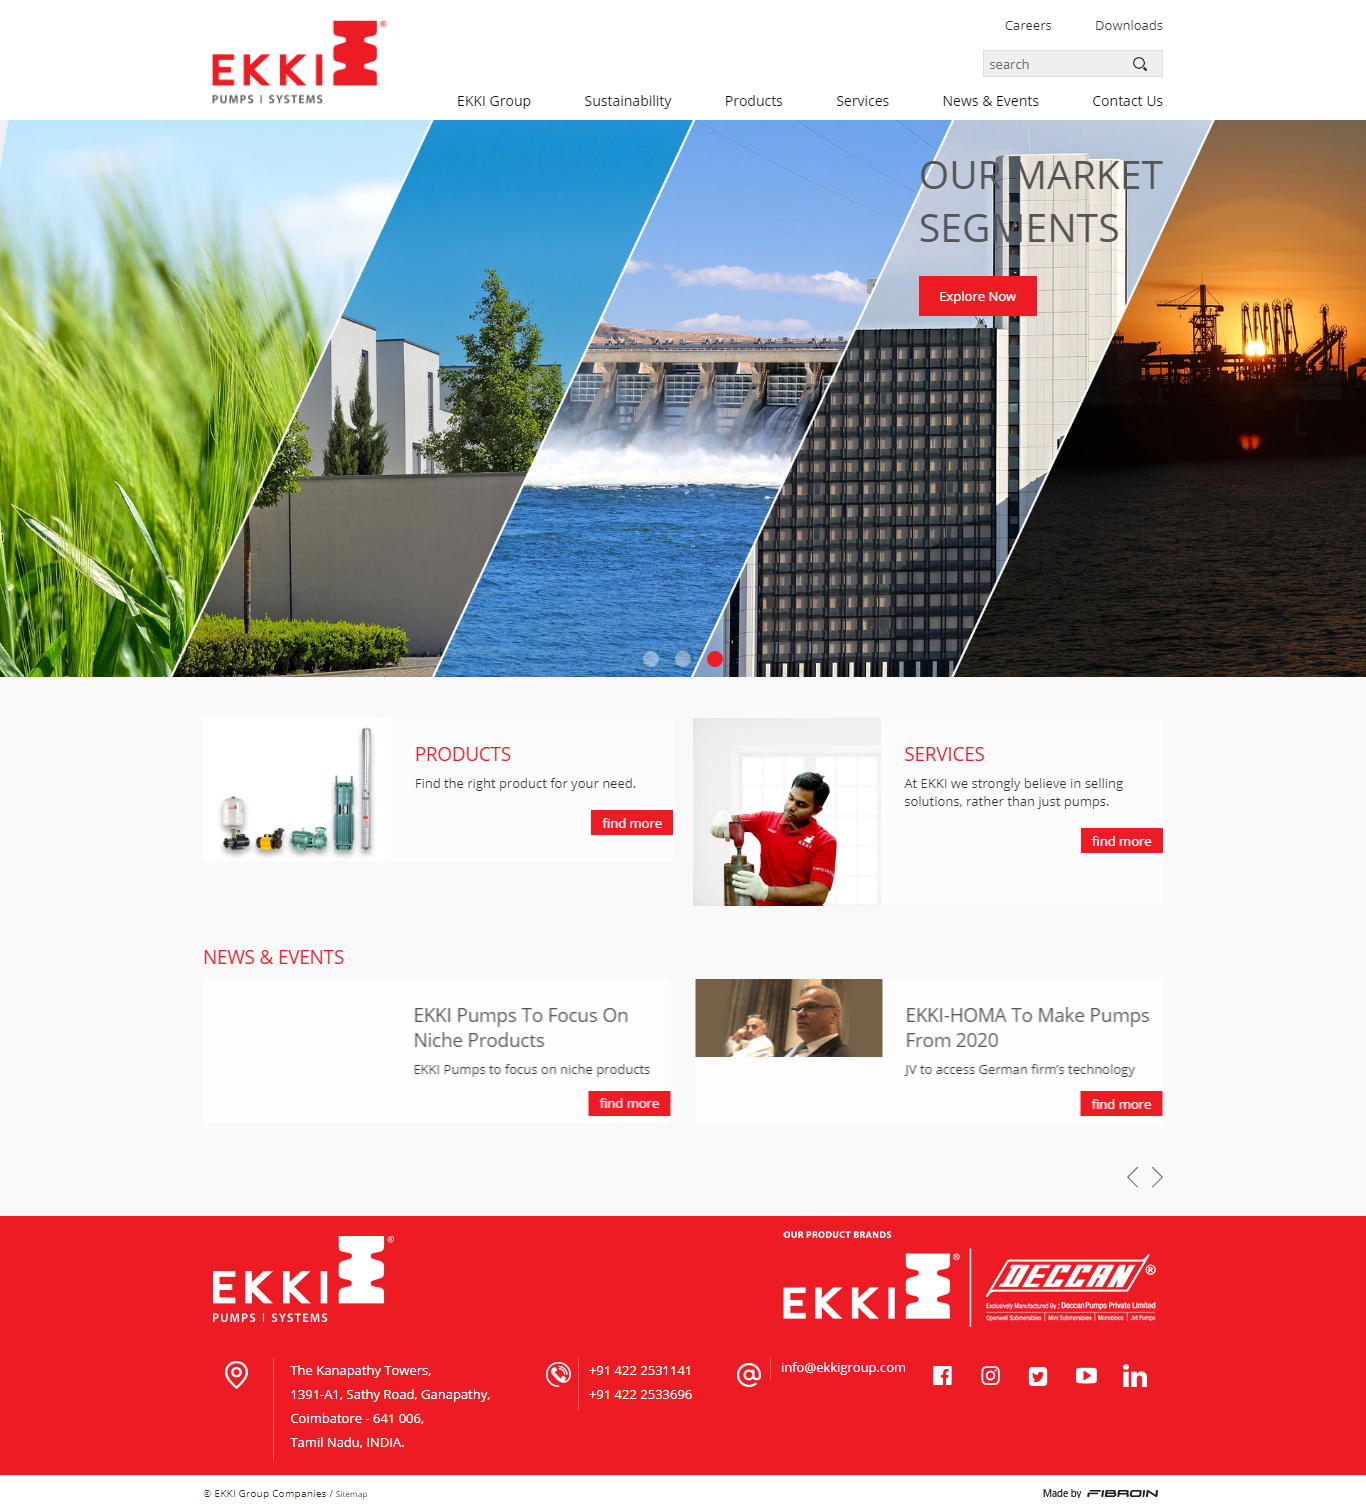 EKKI ®
PUMPS | SYSTEMS
Careers
Downloads
search
EKKI Group
Sustainability
Products
Services
News & Events
Contact Us
OUR MARKET
SEGMENTS
Explore Now
PRODUCTS
Find the right product for your need.
find more
EKKI
SERVICES
At EKKI we strongly believe in selling
solutions, rather than just pumps.
find more
NEWS & EVENTS
EKKI Pumps To Focus On
Niche Products
EKKI Pumps to focus on niche products
find more
EKKI-HOMA To Make Pumps
From 2020
JV to access German firm's technology
find more
EKKI ®
PUMPS | SYSTEMS
OUR PRODUCT BRANDS
EKKI ®
DECCAN ®
Exclusively Manufactured By : Deccan Pumps Private Limited
Openwell Submersibles | Mini Submersibles | Monoblocs | Jet Pumps
The Kanapathy Towers,
1391-A1, Sathy Road, Ganapathy,
Coimbatore - 641 006,
Tamil Nadu, INDIA.
+91 422 2531141
+91 422 2533696
info@ekkigroup.com
© EKKI Group Companies / Sitemap
Made by FIBROIN